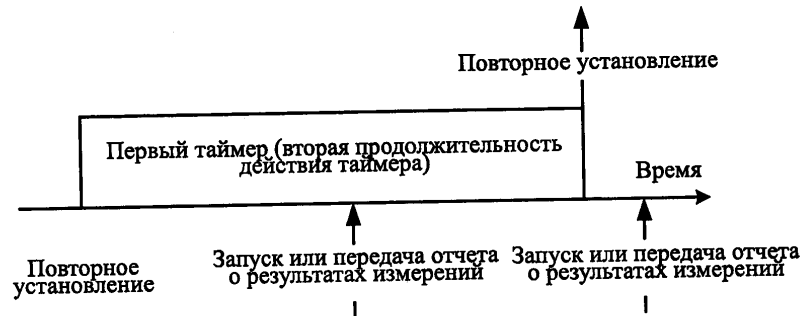 Повторное установление
Первый таймер (вторая продолжительность
действия таймера)
Время
Повторное
установление
Запуск или передача отчета
о результатах измерений
Запуск или передача отчета
о результатах измерений